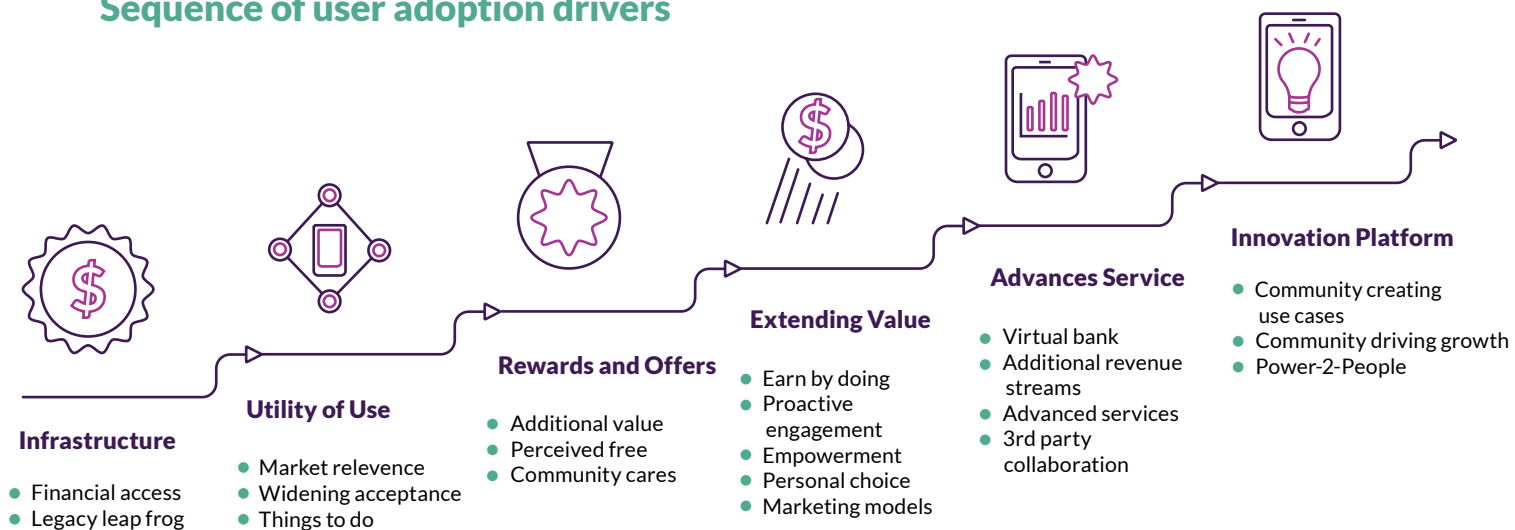 Sequence of user adoption drivers
Infrastructure
Financial access
Legacy leap frog
Utility of Use
Market relevence
Widening acceptance
Things to do
Rewards and Offers
Additional value
Perceived free
Community cares
Extending Value
Earn by doing
Proactive
engagement
Empowerment
Personal choice
Marketing models
Advances Service
Virtual bank
Additional revenue
streams
Advanced services
3rd party
collaboration
Innovation Platform
Community creating
use cases
Community driving growth
Power-2-People